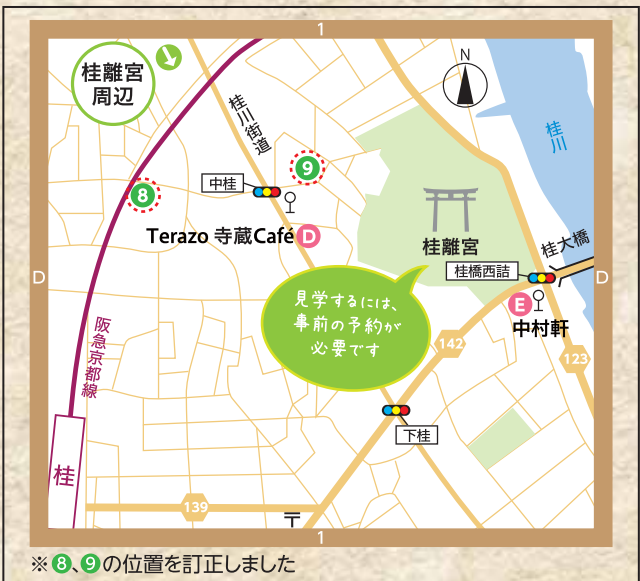 1
桂離宮
周辺
N
桂川街道
桂川
中桂
9
8
Terazo 寺蔵Café D
桂離宮
桂大橋
桂橋西詰
D
D
E
中村軒
見学するには、
事前の予約が
必要です
142
123
阪急京都線
下桂
桂
139
〒
1
※8、9の位置を訂正しました